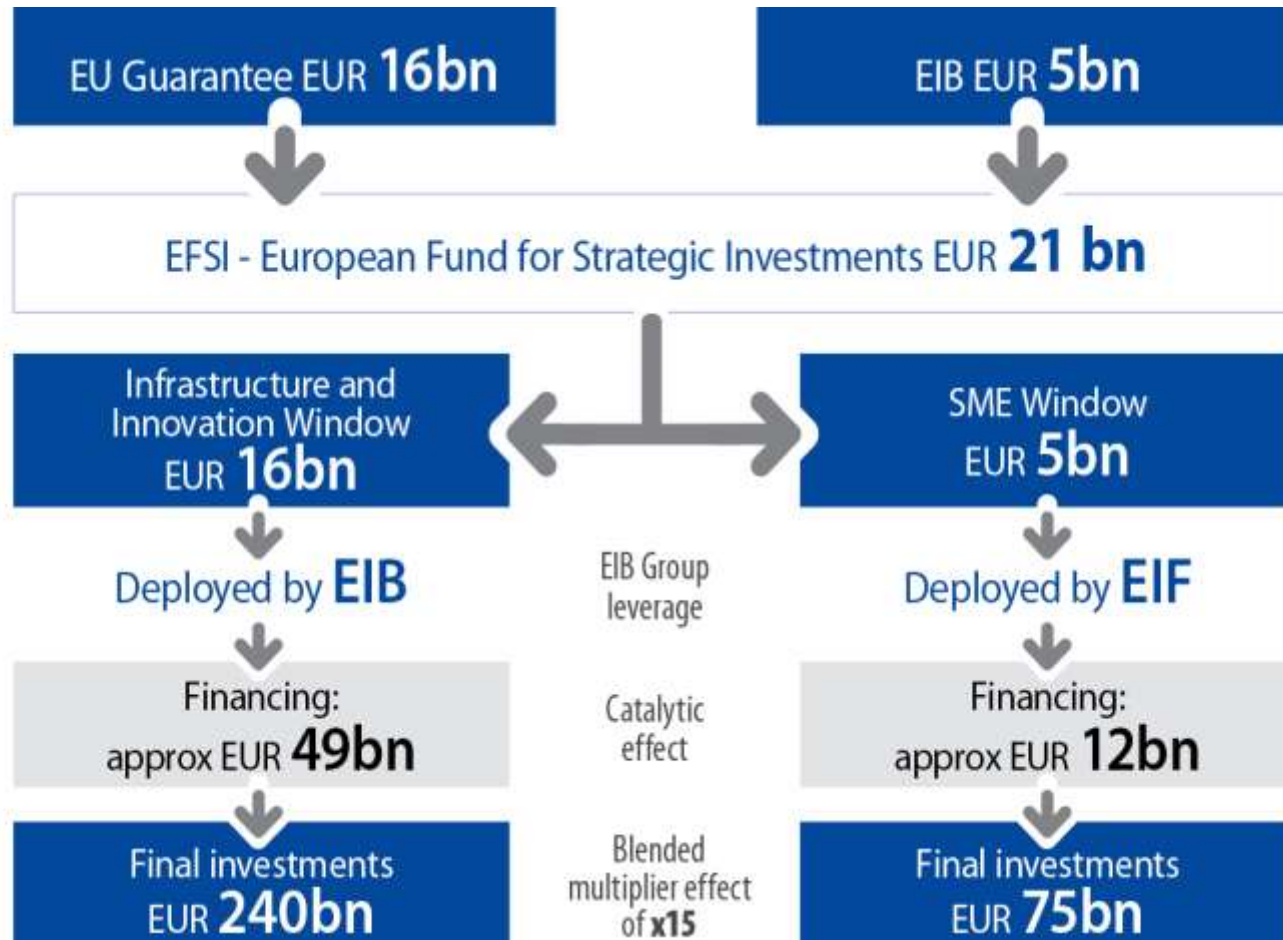 EU Guarantee EUR 16bn
EIB EUR 5bn
EFSI - European Fund for Strategic Investments EUR 21 bn
Infrastructure and
Innovation Window
EUR 16bn
SME Window
EUR 5bn
Deployed by EIB
EIB Group
leverage
Deployed by EIF
Financing:
approx EUR 49bn
Catalytic
effect
Financing:
approx EUR 12bn
Final investments
EUR 240bn
Blended
multiplier effect
of x15
Final investments
EUR 75bn